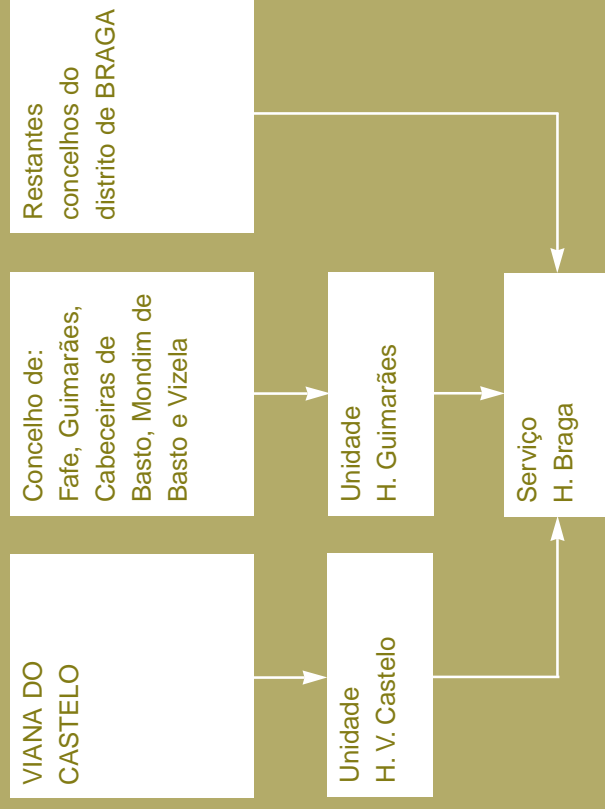 VIANA DO
CASTELO
Concelho de:
Fafe, Guimarães,
Cabeceiras de
Basto, Mondim de
Basto e Vizela
Restantes
concelhos do
distrito de BRAGA
Unidade
H. V. Castelo
Unidade
H. Guimarães
Serviço
H. Braga